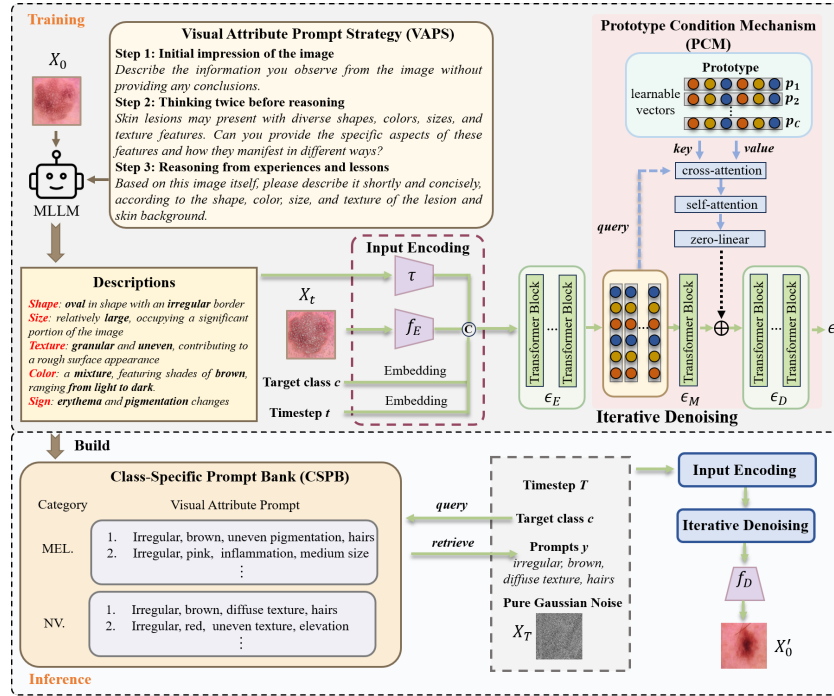 Training
X₀
MLLM
Visual Attribute Prompt Strategy (VAPS)
Step 1: Initial impression of the image
Describe the information you observe from the image without
providing any conclusions.
Step 2: Thinking twice before reasoning
Skin lesions may present with diverse shapes, colors, sizes, and
texture features. Can you provide the specific aspects of these
features and how they manifest in different ways?
Step 3: Reasoning from experiences and lessons
Based on this image itself, please describe it shortly and concisely,
according to the shape, color, size, and texture of the lesion and
skin background.
Prototype Condition Mechanism
(PCM)
Prototype
learnable
vectors
p₁
p₂
⋮
p_C
key
value
cross-attention
self-attention
zero-linear
query
Descriptions
Shape: oval in shape with an irregular border
Size: relatively large, occupying a significant
portion of the image
Texture: granular and uneven, contributing to
a rough surface appearance
Color: a mixture, featuring shades of brown,
ranging from light to dark.
Sign: erythema and pigmentation changes
Input Encoding
τ
X_t
f_E
©
Target class c
Embedding
Timestep t
Embedding
Transformer Block
...
Transformer Block
ϵ_E
...
Transformer Block
ϵ_M
⊕
Transformer Block
...
Transformer Block
ϵ_D
ϵ
Iterative Denoising
Build
Class-Specific Prompt Bank (CSPB)
Category
Visual Attribute Prompt
MEL.
1. Irregular, brown, uneven pigmentation, hairs
2. Irregular, pink, inflammation, medium size
⋮
NV.
1. Irregular, brown, diffuse texture, hairs
2. Irregular, red, uneven texture, elevation
⋮
query
retrieve
Timestep T
Target class c
Prompts y
irregular, brown,
diffuse texture, hairs
Pure Gaussian Noise
X_T
Input Encoding
Iterative Denoising
f_D
X₀′
Inference